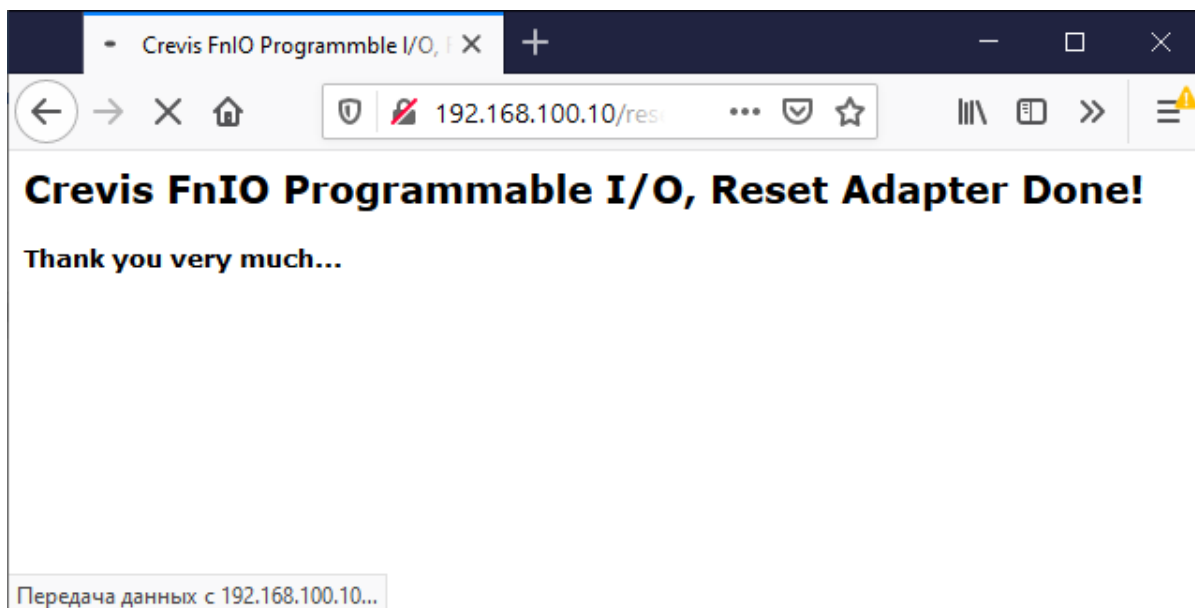 Crevis FnIO Programmble I/O,
192.168.100.10/res
Crevis FnIO Programmable I/O, Reset Adapter Done!
Thank you very much...
Передача данных с 192.168.100.10...